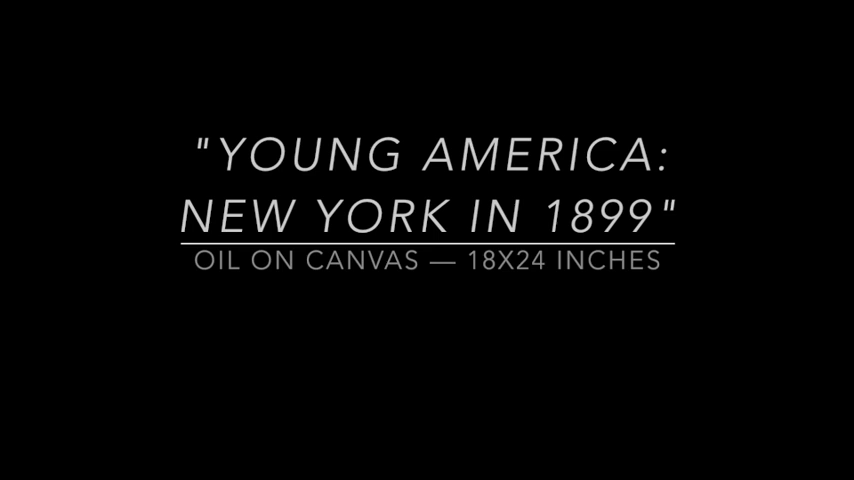 "YOUNG AMERICA:
NEW YORK IN 1899"
OIL ON CANVAS — 18X24 INCHES